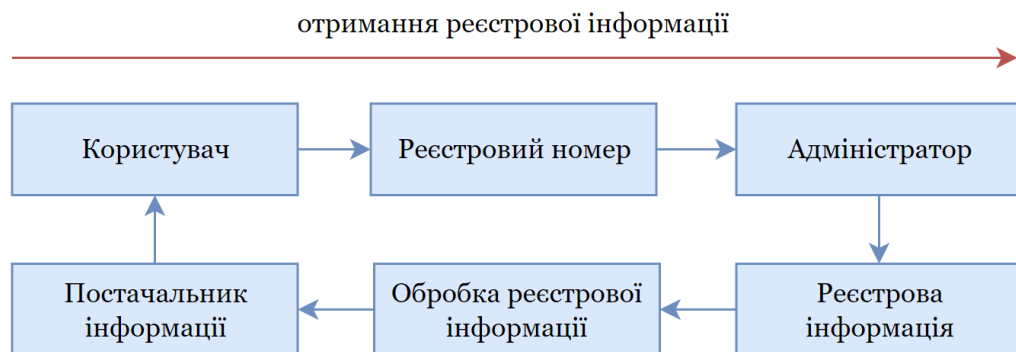 отримання реєстрової інформації
Користувач
Реєстровий номер
Адміністратор
Постачальник
інформації
Обробка реєстрової
інформації
Реєстрова
інформація